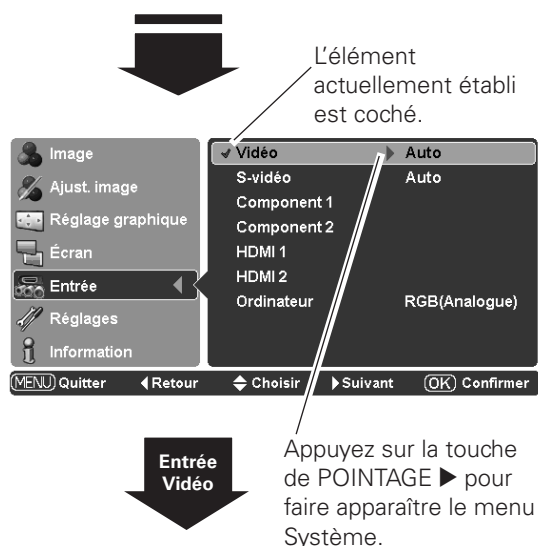 L'élément
actuellement établi
est coché.
Image
Ajust. image
Réglage graphique
Écran
Entrée
Réglages
Information
✓ Vidéo ▶ Auto
S-vidéo Auto
Component 1
Component 2
HDMI 1
HDMI 2
Ordinateur RGB(Analogue)
MENU Quitter ◀Retour Choisir ▶Suivant OK Confirmer
Entrée
Vidéo
Appuyez sur la touche
de POINTAGE ▶ pour
faire apparaître le menu
Système.